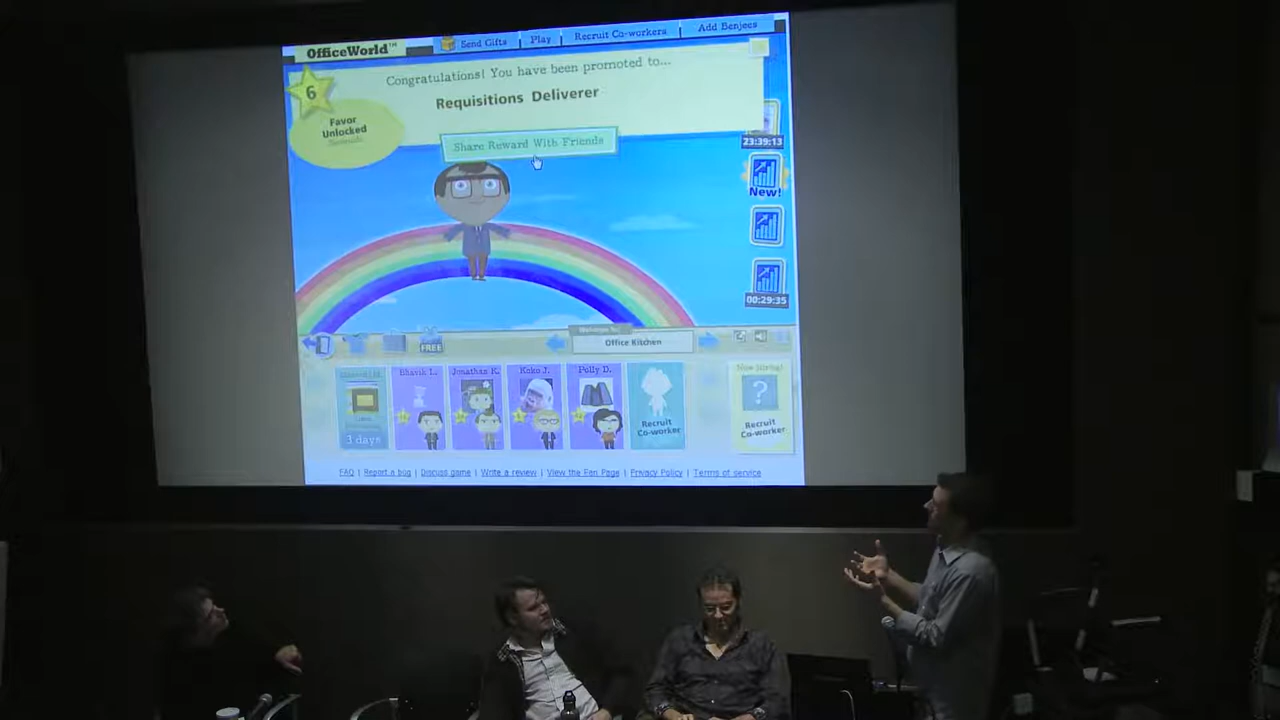 OfficeWorld™
Send Gifts
Play
Recruit Co-workers
Add Benjees
6
Congratulations! You have been promoted to...
Requisitions Deliverer
Favor
Unlocked
Share Reward With Friends
23:39:13
New!
00:29:35
FREE
Office Kitchen
3 days
Bhavik L.
Jonathan K.
Koko J.
Polly D.
Recruit
Co-worker
Now Hiring!
?
Recruit
Co-worker
FAQ | Report a bug | Discuss game | Write a review | View the Fan Page | Privacy Policy | Terms of service